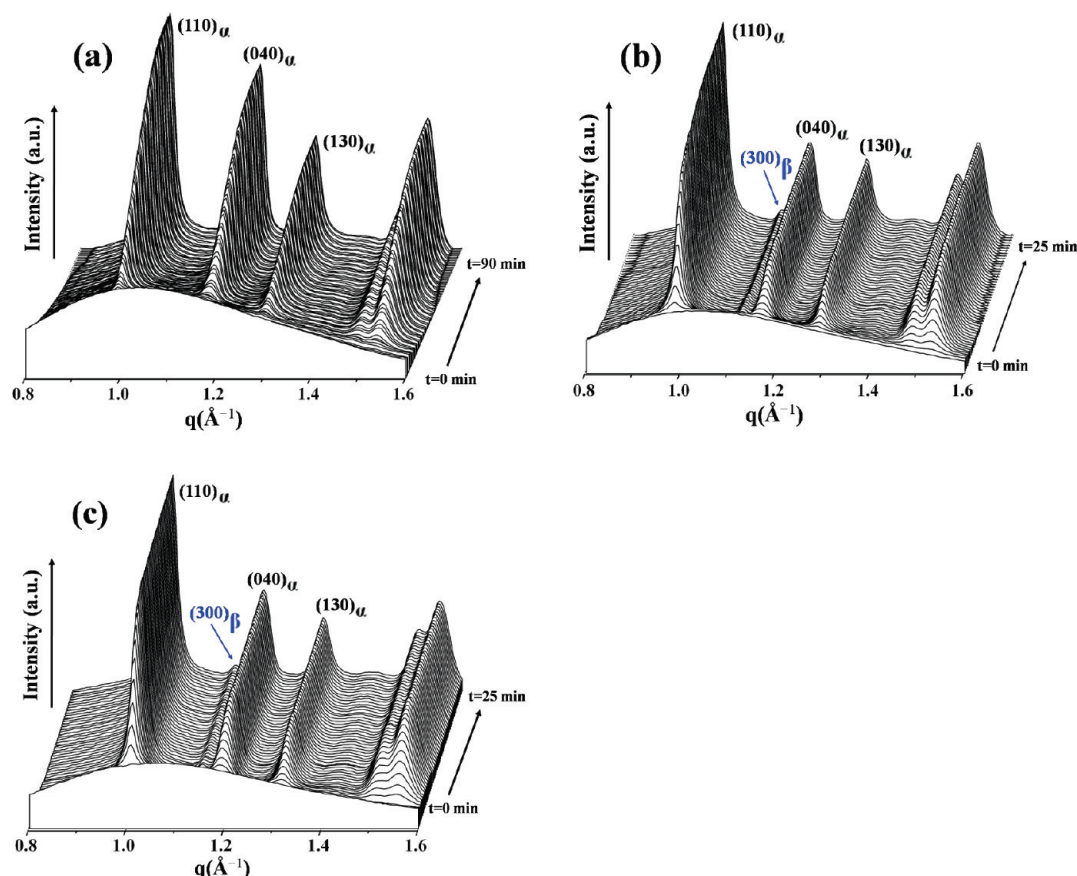 (a)
(110)α
(040)α
(130)α
Intensity (a.u.)
t=90 min
t=0 min
0.8 1.0 1.2 1.4 1.6
q(Å⁻¹)
(b)
(110)α
(300)β
(040)α
(130)α
Intensity (a.u.)
t=25 min
t=0 min
0.8 1.0 1.2 1.4 1.6
q(Å⁻¹)
(c)
(110)α
(300)β
(040)α
(130)α
Intensity (a.u.)
t=25 min
t=0 min
0.8 1.0 1.2 1.4 1.6
q(Å⁻¹)